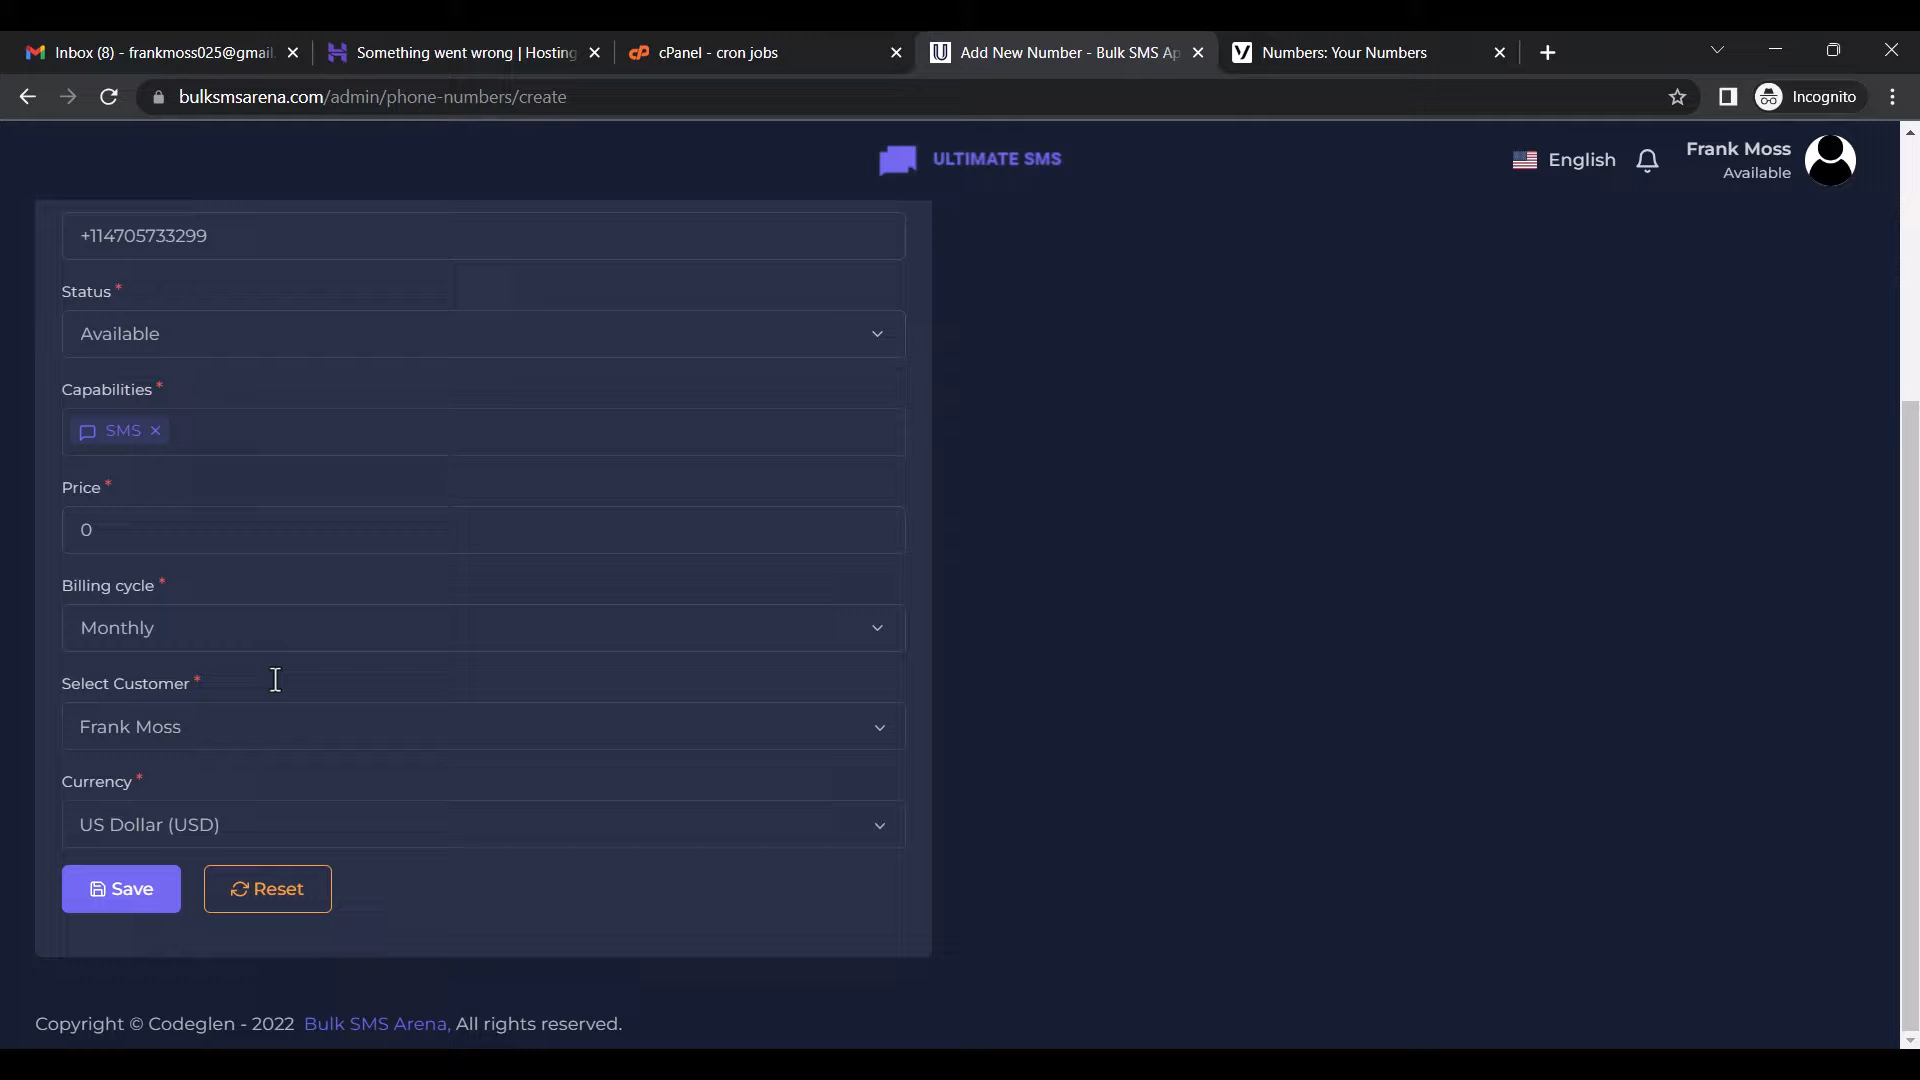 Inbox (8) - frankmoss025@gmail.
Something went wrong | Hosting
cPanel - cron jobs
Add New Number - Bulk SMS Ap
Numbers: Your Numbers
bulksmsarena.com/admin/phone-numbers/create
Incognito
ULTIMATE SMS
English
Frank Moss
Available
+114705733299
Status *
Available
Capabilities *
SMS ×
Price *
0
Billing cycle *
Monthly
Select Customer *
Frank Moss
Currency *
US Dollar (USD)
Save
Reset
Copyright © Codeglen - 2022 Bulk SMS Arena, All rights reserved.